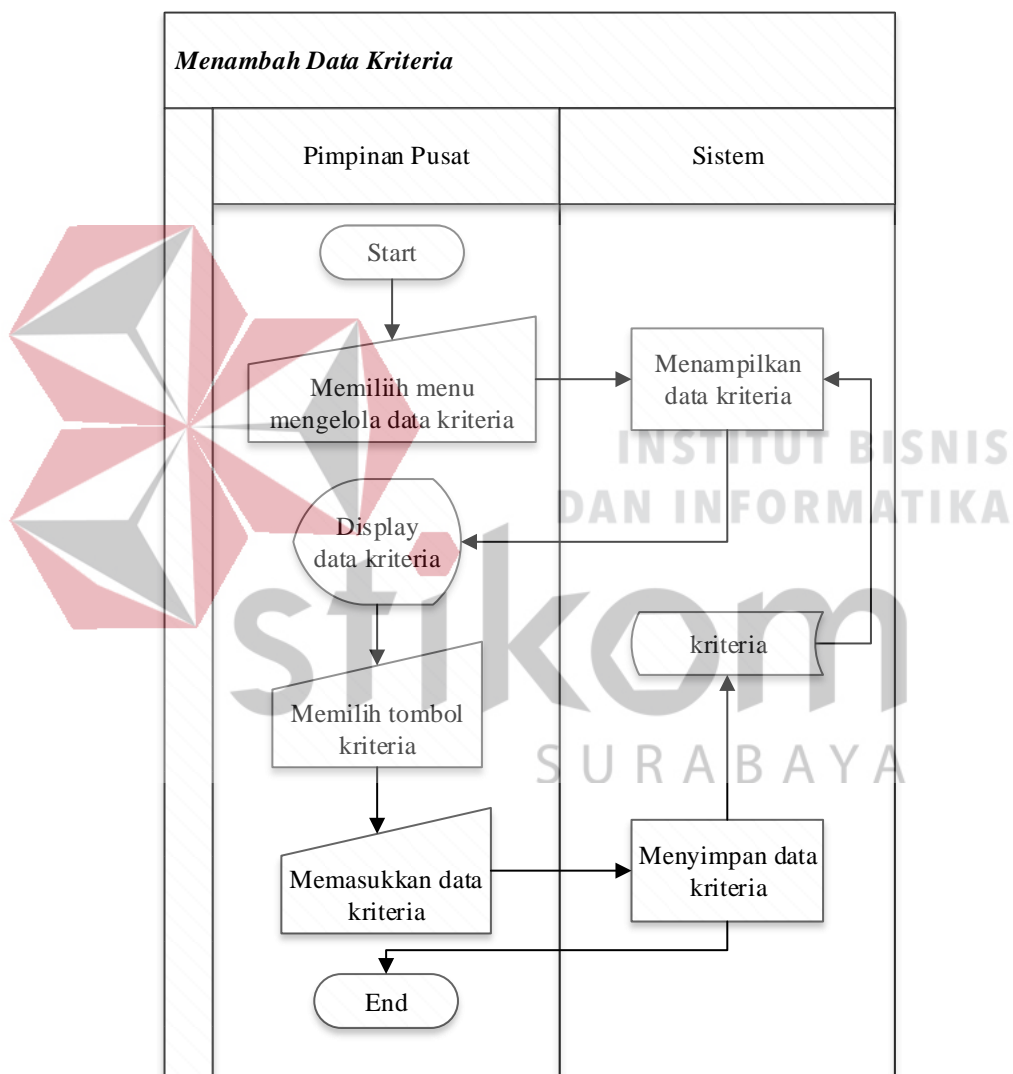 Menambah Data Kriteria
Pimpinan Pusat
Sistem
Start
Memiliih menu
mengelola data kriteria
Menampilkan
data kriteria
INSTITUT BISNIS
DAN INFORMATIKA
Display
data kriteria
stikom
kriteria
Memilih tombol
kriteria
SURABAYA
Memasukkan data
kriteria
Menyimpan data
kriteria
End